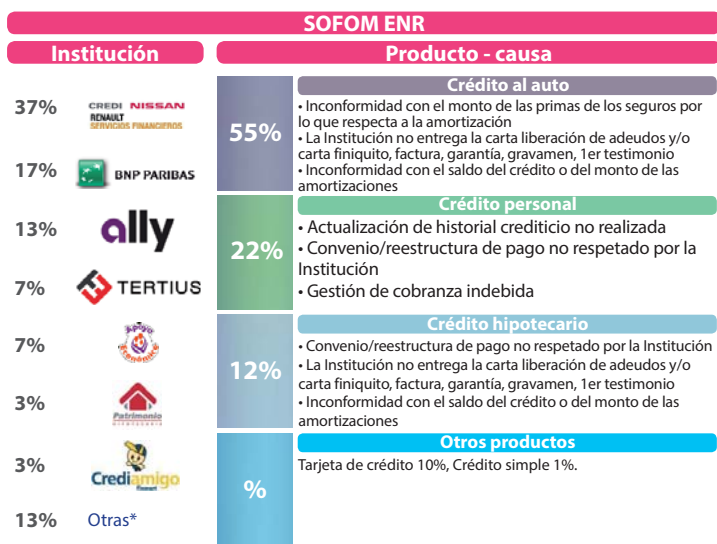 SOFOM ENR
Institución
Producto - causa
37%
CREDI NISSAN
RENAULT
SERVICIOS FINANCIEROS
17%
BNP PARIBAS
13%
ally
7%
TERTIUS
7%
Apoyo
Económico
3%
Patrimonio
HIPOTECARIA
3%
Crediamigo
13%
Otras*
55%
Crédito al auto
• Inconformidad con el monto de las primas de los seguros por
lo que respecta a la amortización
• La Institución no entrega la carta liberación de adeudos y/o
carta finiquito, factura, garantía, gravamen, 1er testimonio
• Inconformidad con el saldo del crédito o del monto de las
amortizaciones
22%
Crédito personal
• Actualización de historial crediticio no realizada
• Convenio/reestructura de pago no respetado por la
Institución
• Gestión de cobranza indebida
12%
Crédito hipotecario
• Convenio/reestructura de pago no respetado por la Institución
• La Institución no entrega la carta liberación de adeudos y/o
carta finiquito, factura, garantía, gravamen, 1er testimonio
• Inconformidad con el saldo del crédito o del monto de las
amortizaciones
%
Otros productos
Tarjeta de crédito 10%, Crédito simple 1%.